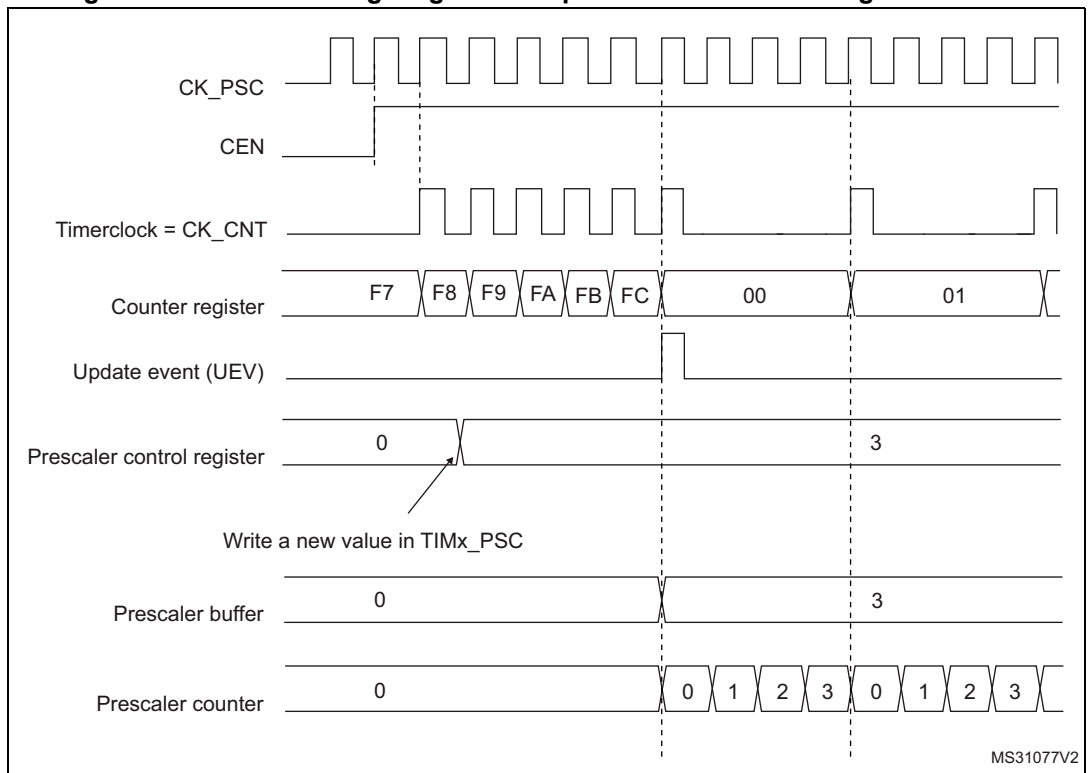 CK_PSC
CEN
Timerclock = CK_CNT
Counter register F7 F8 F9 FA FB FC 00 01
Update event (UEV)
Prescaler control register 0 3
Write a new value in TIMx_PSC
Prescaler buffer 0 3
Prescaler counter 0 0 1 2 3 0 1 2 3
MS31077V2